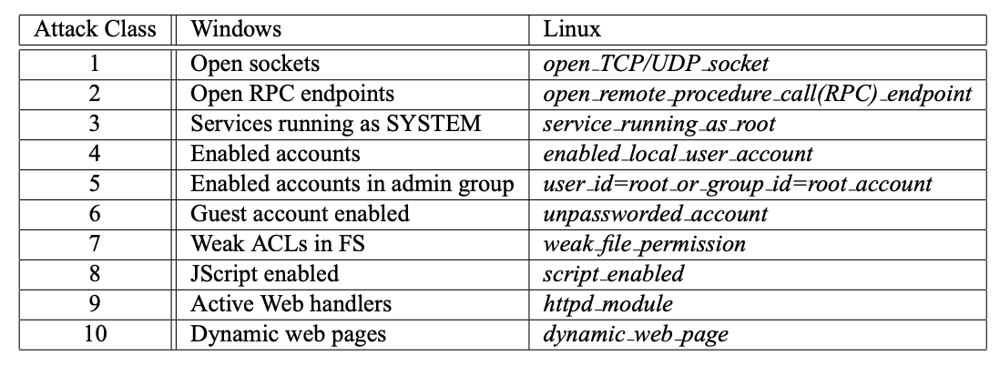 Attack Class Windows Linux
1 Open sockets open_TCP/UDP_socket
2 Open RPC endpoints open_remote_procedure_call(RPC)_endpoint
3 Services running as SYSTEM service_running_as_root
4 Enabled accounts enabled_local_user_account
5 Enabled accounts in admin group user_id=root_or_group_id=root_account
6 Guest account enabled unpassworded_account
7 Weak ACLs in FS weak_file_permission
8 JScript enabled script_enabled
9 Active Web handlers httpd_module
10 Dynamic web pages dynamic_web_page